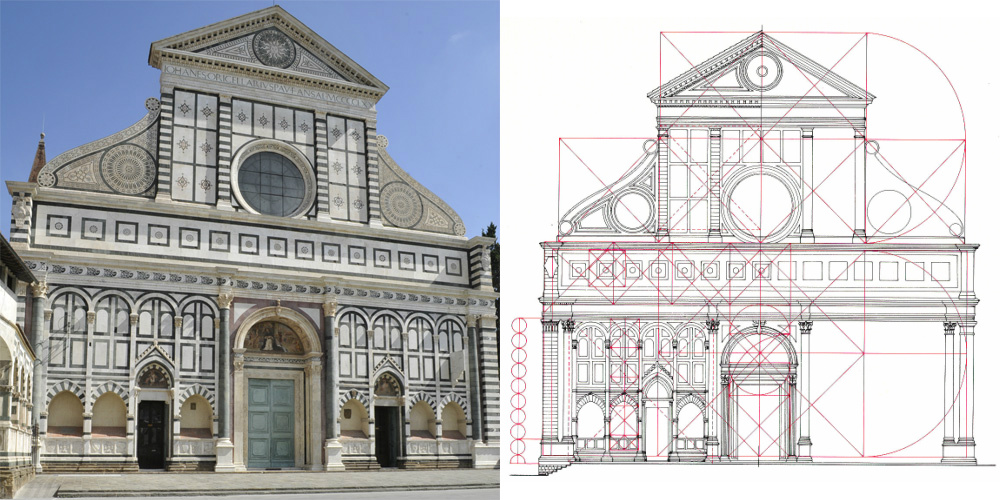 IOHANES ORICELLARIVS PAV F AN SAL MCCCCLXX